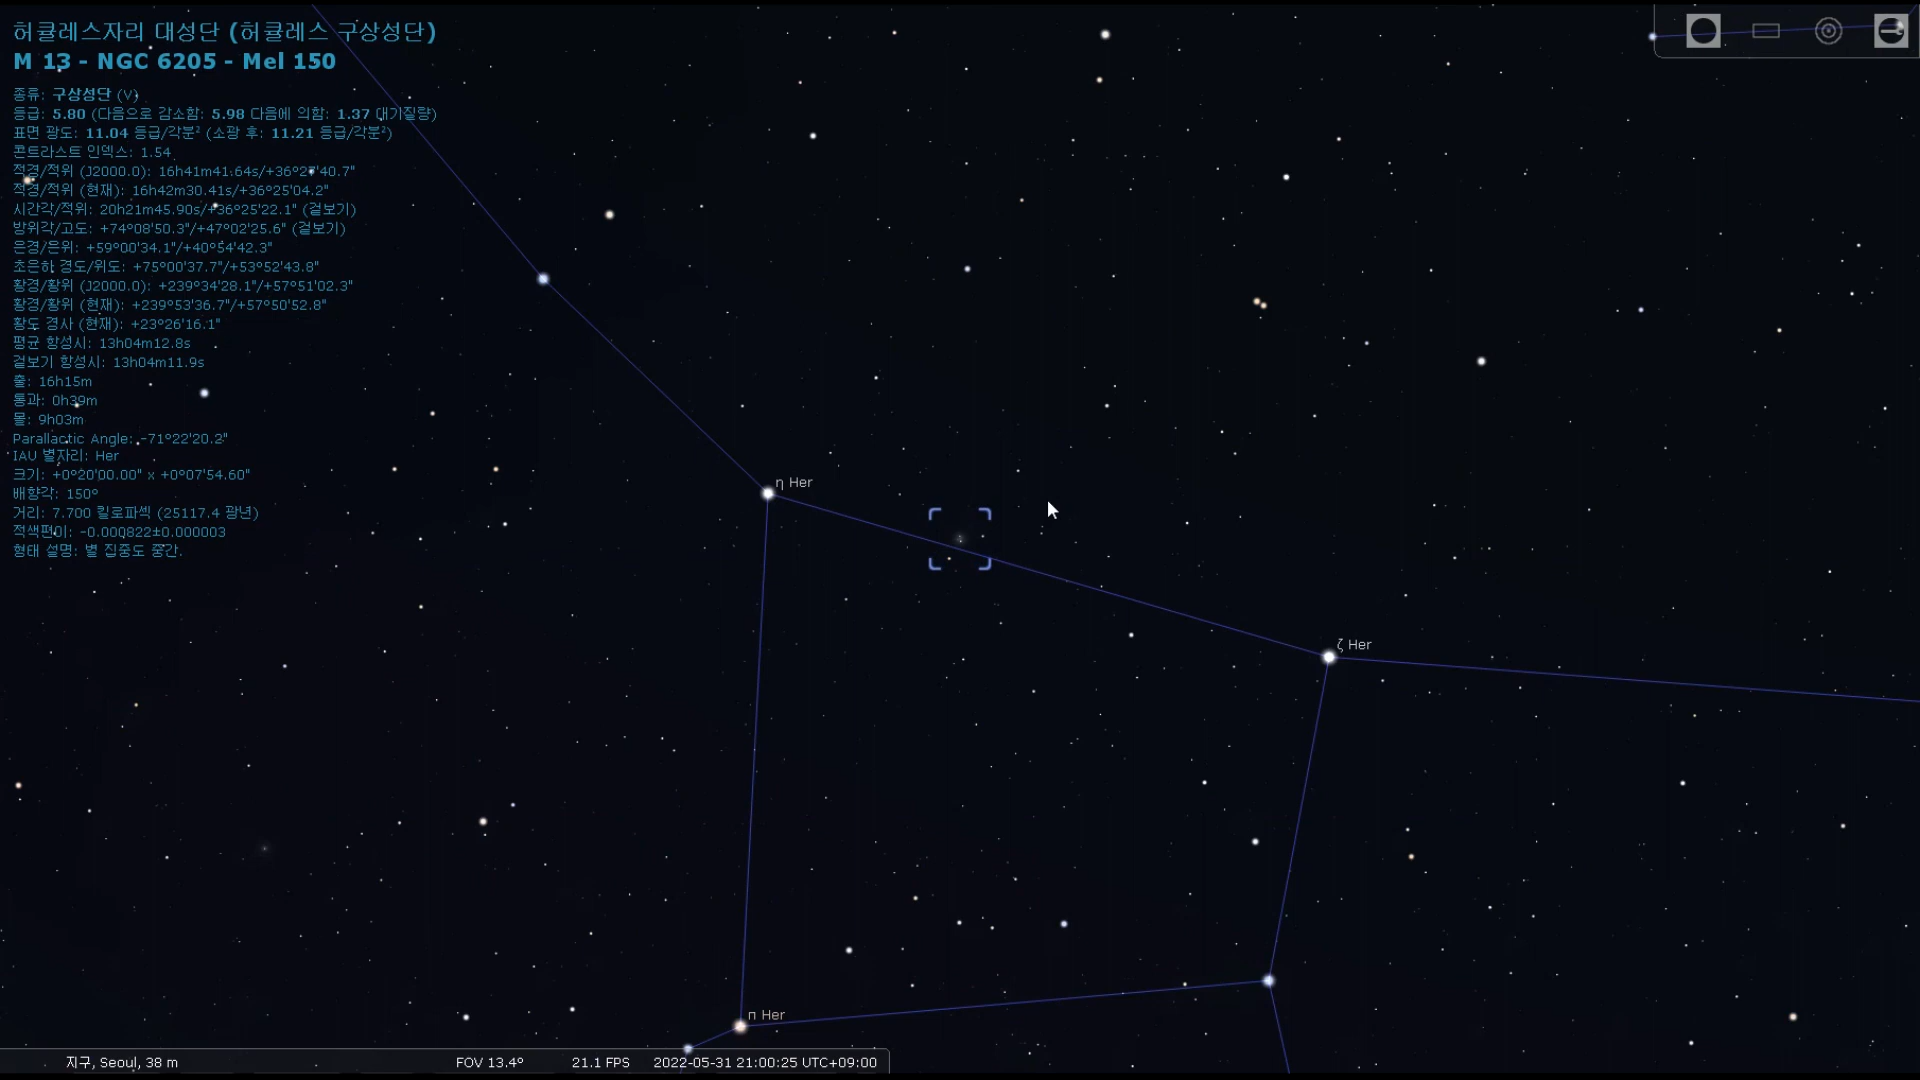 허큘레스자리 대성단 (허큘레스 구상성단)
M 13 - NGC 6205 - Mel 150
종류: 구상성단 (V)
등급: 5.80 (다음으로 감소함: 5.98 다음에 의함: 1.37 대기질량)
표면 광도: 11.04 등급/각분² (소광 후: 11.21 등급/각분²)
콘트라스트 인덱스: 1.54
적경/적위 (J2000.0): 16h41m41.64s/+36°27'40.7"
적경/적위 (현재): 16h42m30.41s/+36°25'04.2"
시간각/적위: 20h21m45.90s/+36°25'22.1" (겉보기)
방위각/고도: +74°08'50.3"/+47°02'25.6" (겉보기)
은경/은위: +59°00'34.1"/+40°54'42.3"
초은하 경도/위도: +75°00'37.7"/+53°52'43.8"
황경/황위 (J2000.0): +239°34'28.1"/+57°51'02.3"
황경/황위 (현재): +239°53'36.7"/+57°50'52.8"
황도 경사 (현재): +23°26'16.1"
평균 항성시: 13h04m12.8s
겉보기 항성시: 13h04m11.9s
출: 16h15m
통과: 0h39m
몰: 9h03m
Parallactic Angle: -71°22'20.2"
IAU 별자리: Her
크기: +0°20'00.00" x +0°07'54.60"
배향각: 150°
거리: 7.700 킬로파섹 (25117.4 광년)
적색편이: -0.000822±0.000003
형태 설명: 별 집중도 중간.
η Her
ζ Her
π Her
지구, Seoul, 38 m FOV 13.4° 21.1 FPS 2022-05-31 21:00:25 UTC+09:00